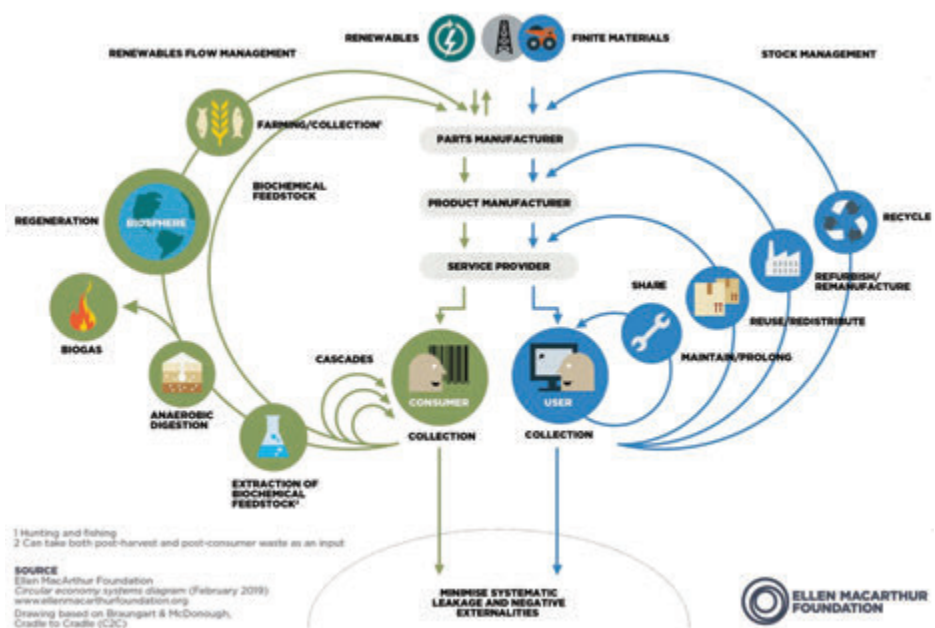 RENEWABLES
FINITE MATERIALS
RENEWABLES FLOW MANAGEMENT
STOCK MANAGEMENT
FARMING/COLLECTION¹
PARTS MANUFACTURER
BIOCHEMICAL
FEEDSTOCK
PRODUCT MANUFACTURER
REGENERATION
BIOSPHERE
RECYCLE
SERVICE PROVIDER
REFURBISH/
REMANUFACTURE
SHARE
REUSE/REDISTRIBUTE
BIOGAS
CASCADES
MAINTAIN/PROLONG
CONSUMER
USER
ANAEROBIC
DIGESTION
COLLECTION
COLLECTION
EXTRACTION OF
BIOCHEMICAL
FEEDSTOCK²
1 Hunting and fishing
2 Can take both post-harvest and post-consumer waste as an input
SOURCE
Ellen MacArthur Foundation
Circular economy systems diagram (February 2019)
www.ellenmacarthurfoundation.org
Drawing based on Braungart & McDonough,
Cradle to Cradle (C2C)
MINIMISE SYSTEMATIC
LEAKAGE AND NEGATIVE
EXTERNALITIES
ELLEN MACARTHUR
FOUNDATION